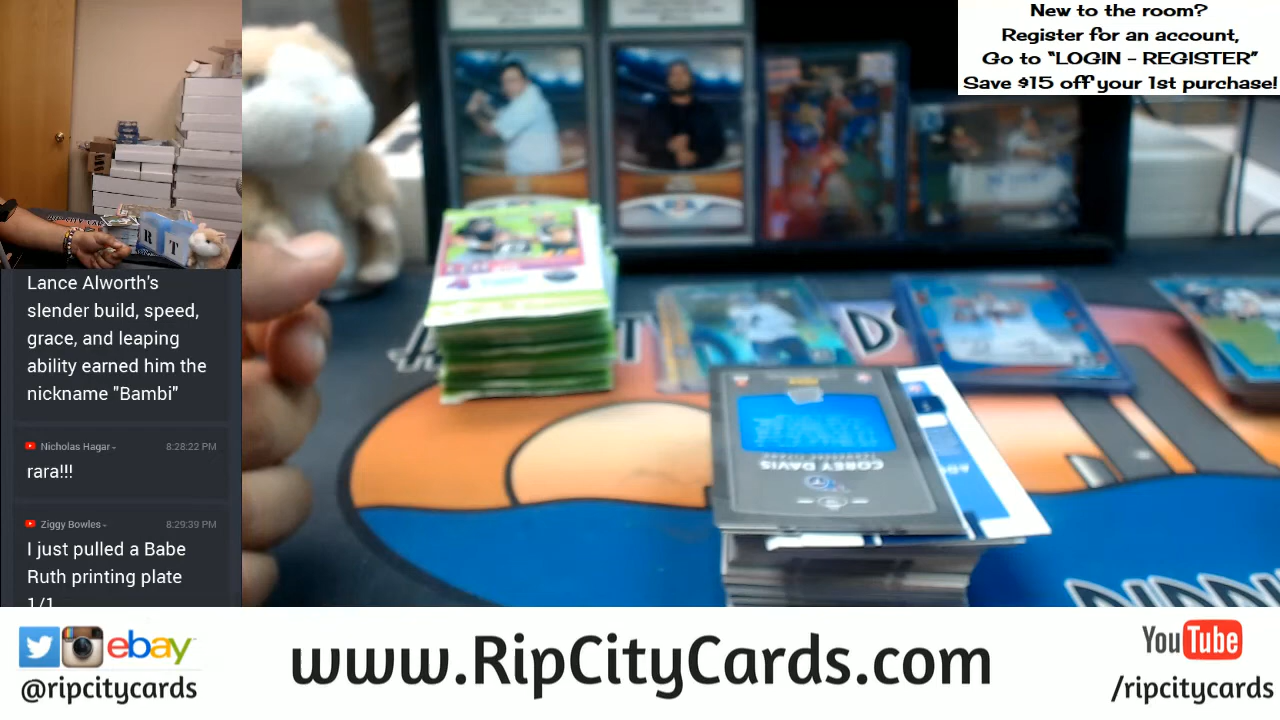 New to the room?
Register for an account,
Go to “LOGIN - REGISTER”
Save $15 off your 1st purchase!
R
T
Lance Alworth's
slender build, speed,
grace, and leaping
ability earned him the
nickname "Bambi"
Nicholas Hagar
8:28:22 PM
rara!!!
Ziggy Bowles
8:29:39 PM
I just pulled a Babe
Ruth printing plate
1/1
COREY DAVIS
ebay
@ripcitycards
www.RipCityCards.com
YouTube
/ripcitycards